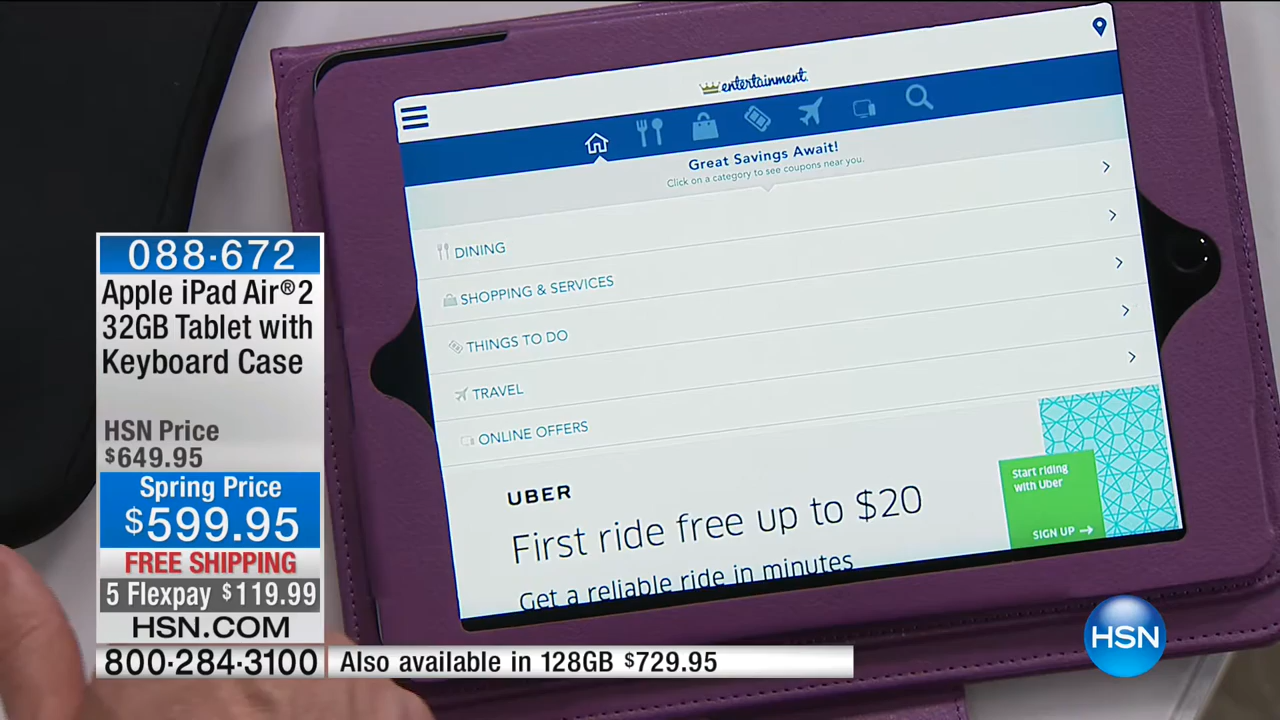 entertainment.
Great Savings Await!
Click on a category to see coupons near you.
DINING
SHOPPING & SERVICES
THINGS TO DO
TRAVEL
ONLINE OFFERS
UBER
First ride free up to $20
Get a reliable ride in minutes
Start riding
with Uber
SIGN UP →
088-672
Apple iPad Air®2
32GB Tablet with
Keyboard Case
HSN Price
$649.95
Spring Price
$599.95
FREE SHIPPING
5 Flexpay $119.99
HSN.COM
800-284-3100
Also available in 128GB $729.95
HSN